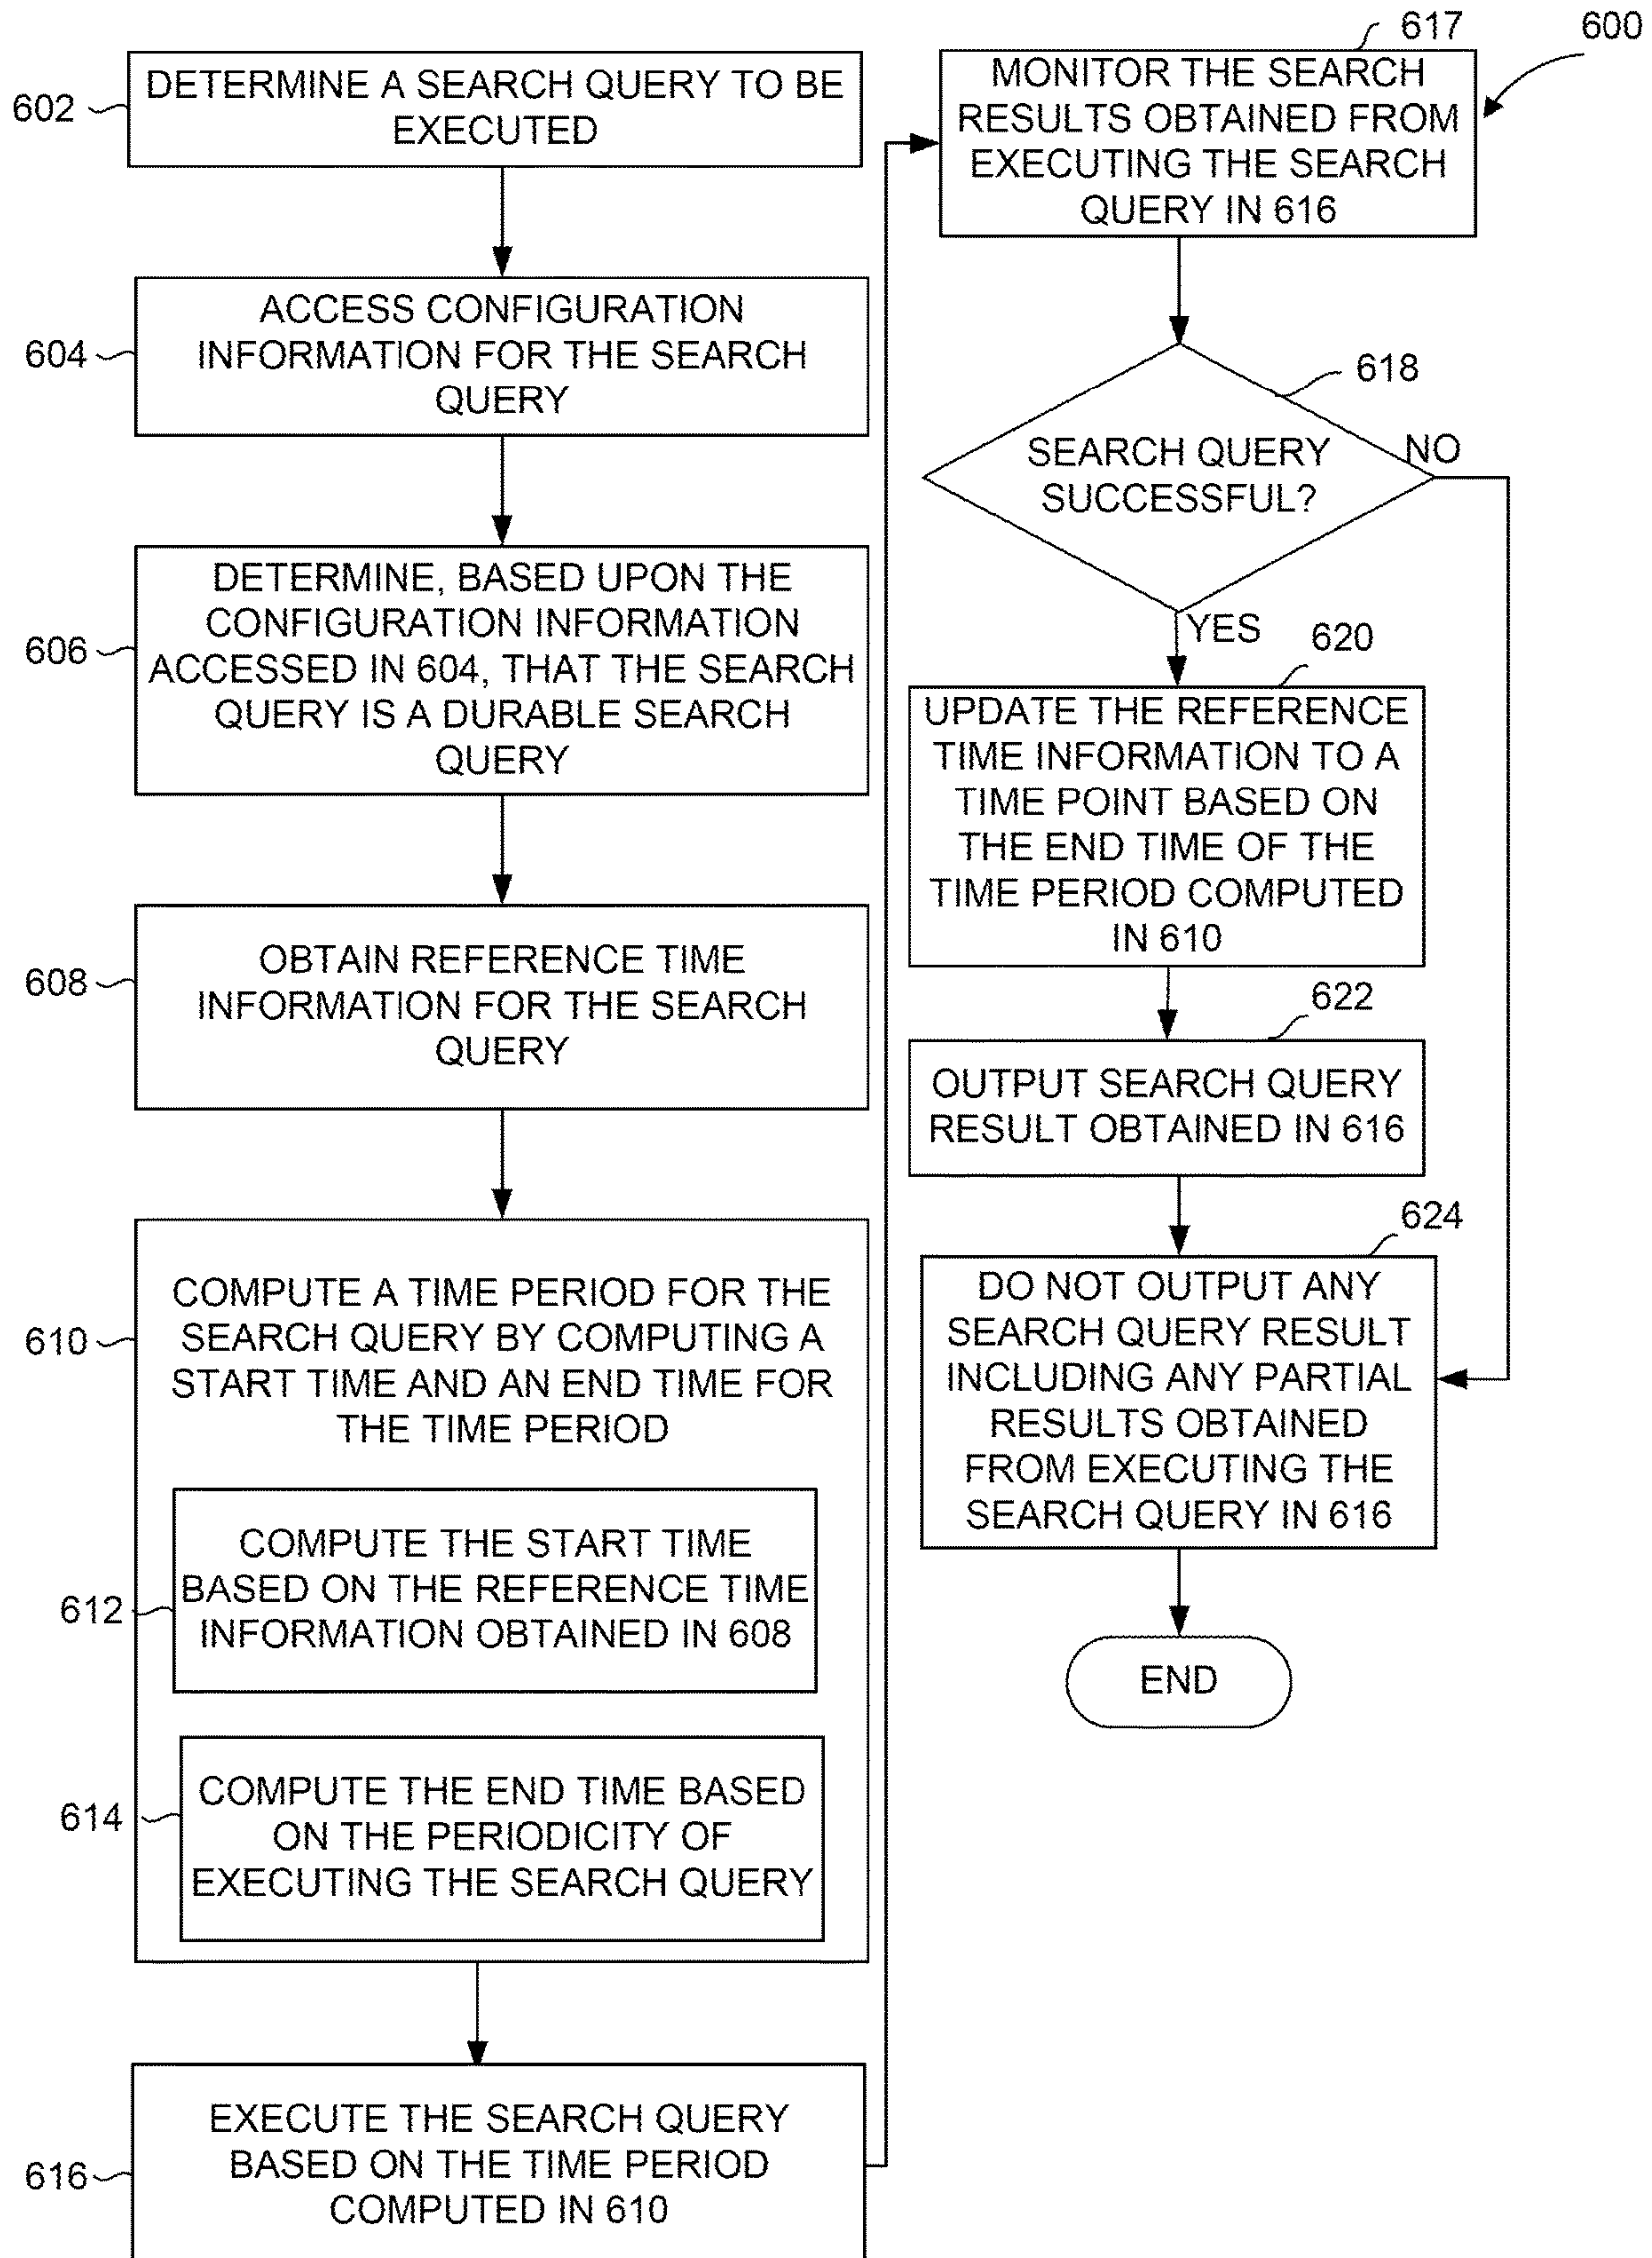 602
DETERMINE A SEARCH QUERY TO BE
EXECUTED
604
ACCESS CONFIGURATION
INFORMATION FOR THE SEARCH
QUERY
606
DETERMINE, BASED UPON THE
CONFIGURATION INFORMATION
ACCESSED IN 604, THAT THE SEARCH
QUERY IS A DURABLE SEARCH
QUERY
608
OBTAIN REFERENCE TIME
INFORMATION FOR THE SEARCH
QUERY
610
COMPUTE A TIME PERIOD FOR THE
SEARCH QUERY BY COMPUTING A
START TIME AND AN END TIME FOR
THE TIME PERIOD
612
COMPUTE THE START TIME
BASED ON THE REFERENCE TIME
INFORMATION OBTAINED IN 608
614
COMPUTE THE END TIME BASED
ON THE PERIODICITY OF
EXECUTING THE SEARCH QUERY
616
EXECUTE THE SEARCH QUERY
BASED ON THE TIME PERIOD
COMPUTED IN 610
600
617
MONITOR THE SEARCH
RESULTS OBTAINED FROM
EXECUTING THE SEARCH
QUERY IN 616
618
SEARCH QUERY
SUCCESSFUL?
NO
YES
620
UPDATE THE REFERENCE
TIME INFORMATION TO A
TIME POINT BASED ON
THE END TIME OF THE
TIME PERIOD COMPUTED
IN 610
622
OUTPUT SEARCH QUERY
RESULT OBTAINED IN 616
624
DO NOT OUTPUT ANY
SEARCH QUERY RESULT
INCLUDING ANY PARTIAL
RESULTS OBTAINED
FROM EXECUTING THE
SEARCH QUERY IN 616
END